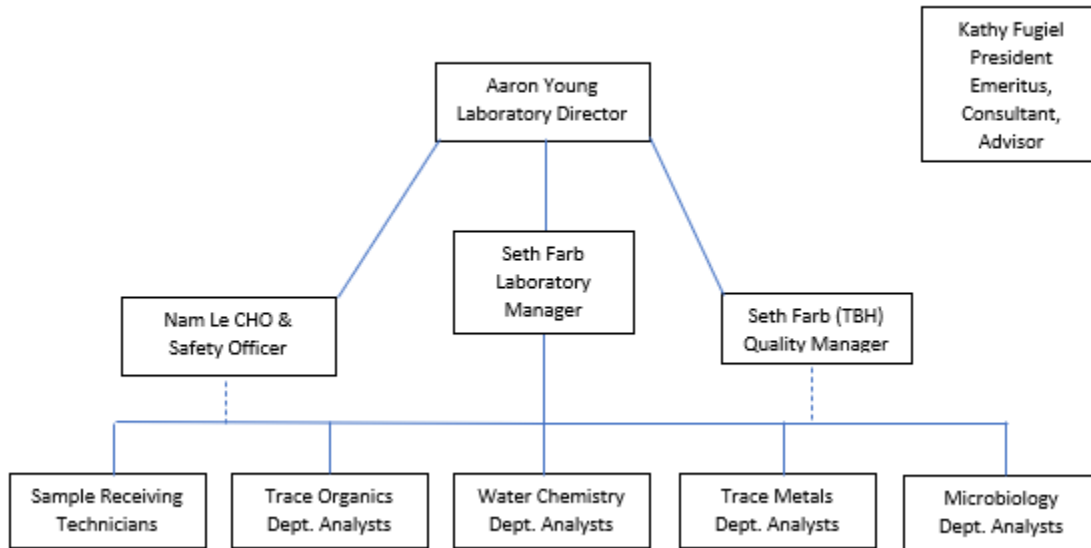 Kathy Fugiel
President
Emeritus,
Consultant,
Advisor
Aaron Young
Laboratory Director
Seth Farb
Laboratory
Manager
Nam Le CHO &
Safety Officer
Seth Farb (TBH)
Quality Manager
Sample Receiving
Technicians
Trace Organics
Dept. Analysts
Water Chemistry
Dept. Analysts
Trace Metals
Dept. Analysts
Microbiology
Dept. Analysts